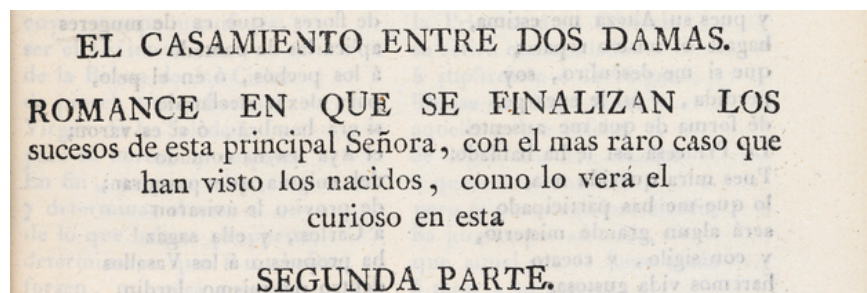 EL CASAMIENTO ENTRE DOS DAMAS.
ROMANCE EN QUE SE FINALIZAN LOS
sucesos de esta principal Señora, con el mas raro caso que
han visto los nacidos, como lo verá el
curioso en esta
SEGUNDA PARTE.